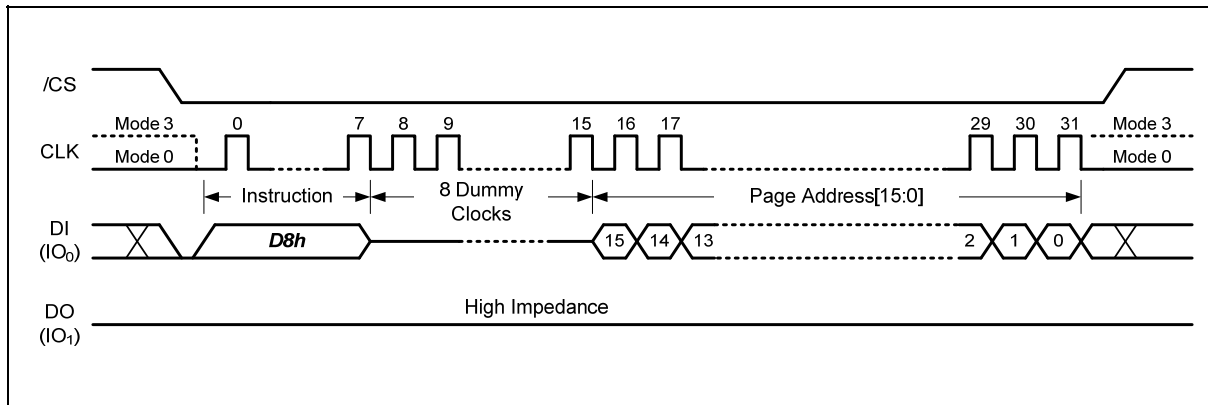 /CS
Mode 3 0 7 8 9 15 16 17 29 30 31 Mode 3
CLK
Mode 0 Mode 0
Instruction 8 Dummy Clocks Page Address[15:0]
DI (IO0) D8h 15 14 13 2 1 0
High Impedance
DO (IO1)